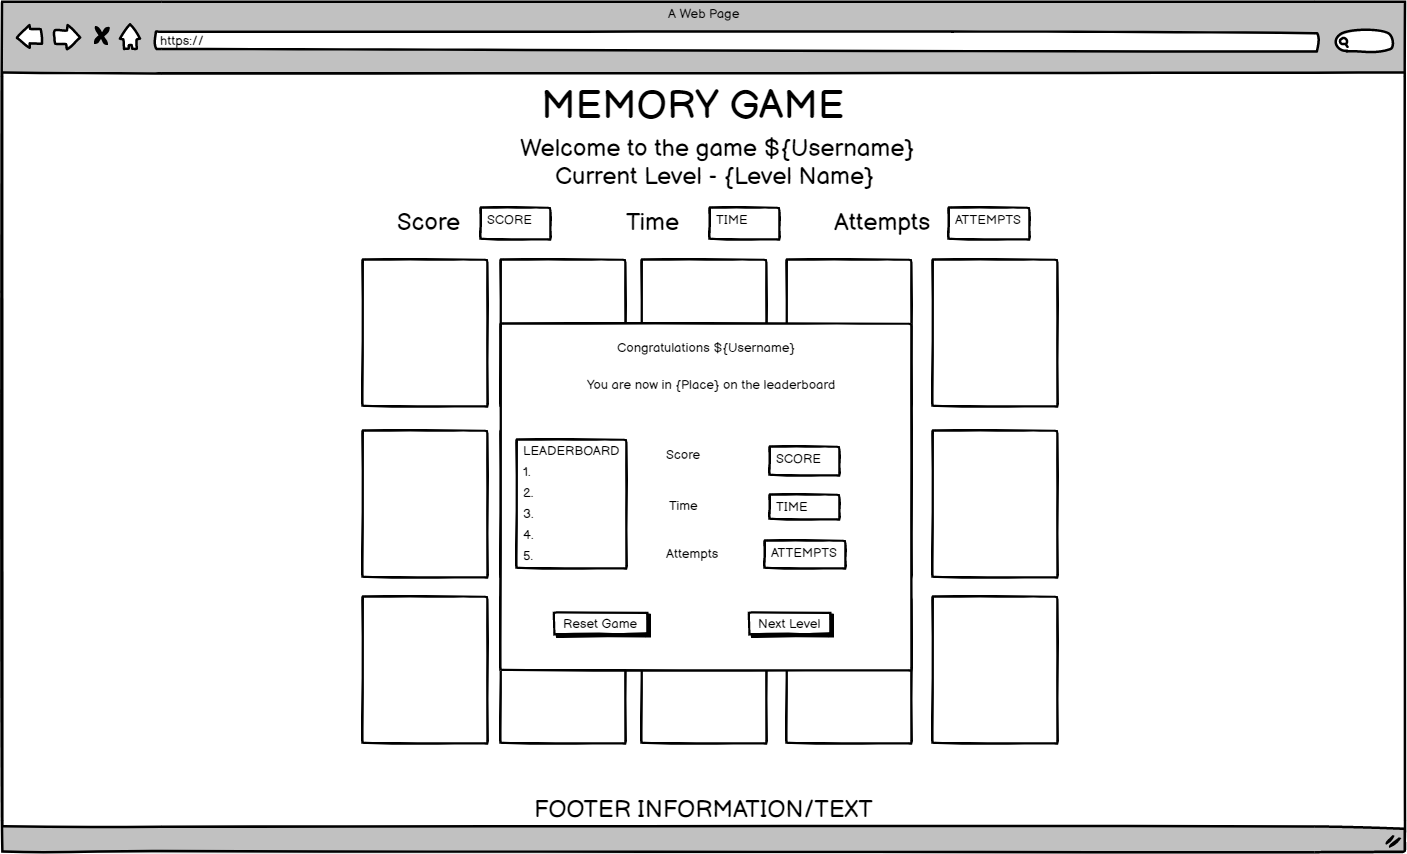 A Web Page
https://
MEMORY GAME
Welcome to the game ${Username}
Current Level - {Level Name}
Score SCORE Time TIME Attempts ATTEMPTS
Congratulations ${Username}
You are now in {Place} on the leaderboard
LEADERBOARD
1.
2.
3.
4.
5.
Score SCORE
Time TIME
Attempts ATTEMPTS
Reset Game Next Level
FOOTER INFORMATION/TEXT